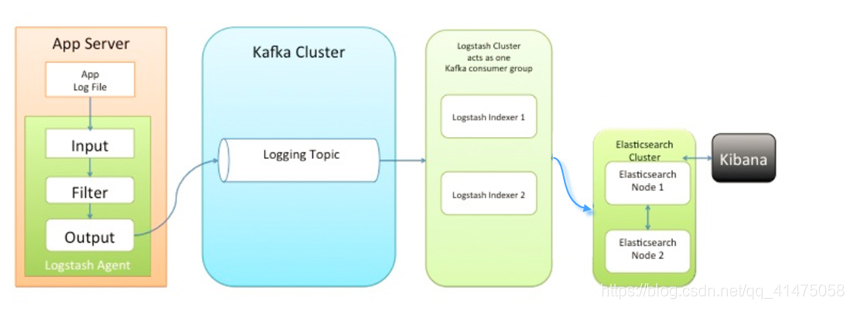 App Server
App
Log File
Input
Filter
Output
Logstash Agent
Kafka Cluster
Logging Topic
Logstash Cluster
acts as one
Kafka consumer group
Logstash Indexer 1
Logstash Indexer 2
Elasticsearch
Cluster
Elasticsearch
Node 1
Elasticsearch
Node 2
Kibana
https://blog.csdn.net/qq_41475058